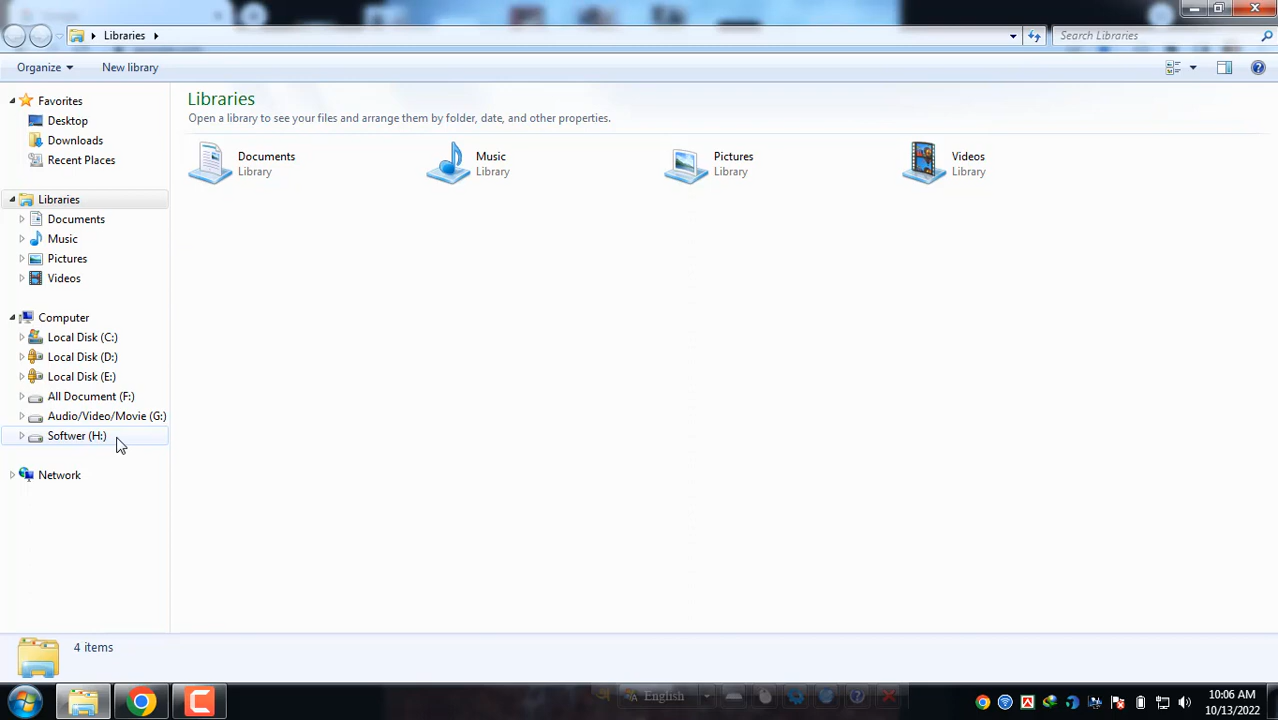 Libraries
Search Libraries
Organize
New library
Favorites
Desktop
Downloads
Recent Places
Libraries
Documents
Music
Pictures
Videos
Computer
Local Disk (C:)
Local Disk (D:)
Local Disk (E:)
All Document (F:)
Audio/Video/Movie (G:)
Softwer (H:)
Network
Libraries
Open a library to see your files and arrange them by folder, date, and other properties.
Documents
Library
Music
Library
Pictures
Library
Videos
Library
4 items
English
10:06 AM
10/13/2022